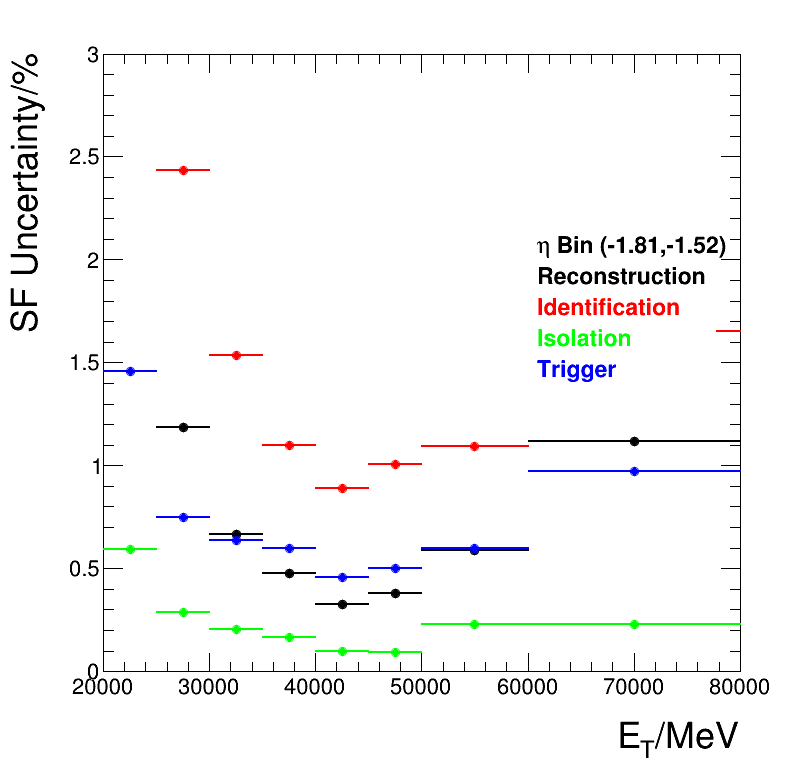 SF Uncertainty/%
3
2.5
2
1.5
1
0.5
0
η Bin (-1.81,-1.52)
Reconstruction
Identification
Isolation
Trigger
20000 30000 40000 50000 60000 70000 80000
E_T/MeV